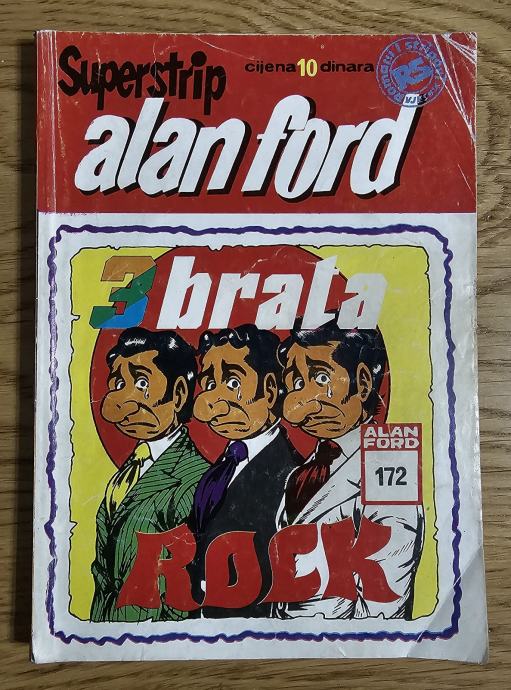 Superstrip
cijena 10 dinara
alan ford
3 brata
ALAN
FORD
172
ROCK